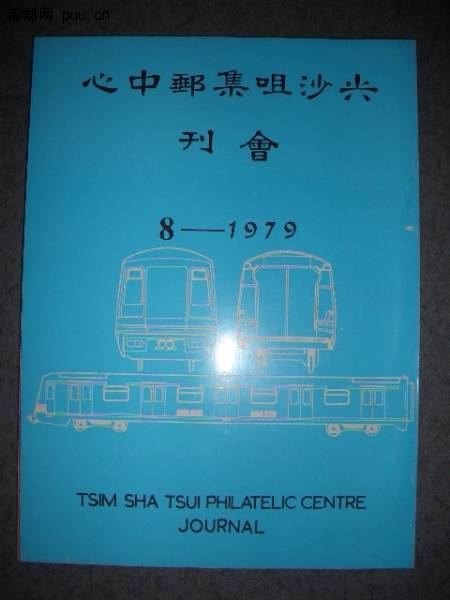 puu.cn
尖沙咀集郵中心
會刊
8—1979
TSIM SHA TSUI PHILATELIC CENTRE
JOURNAL